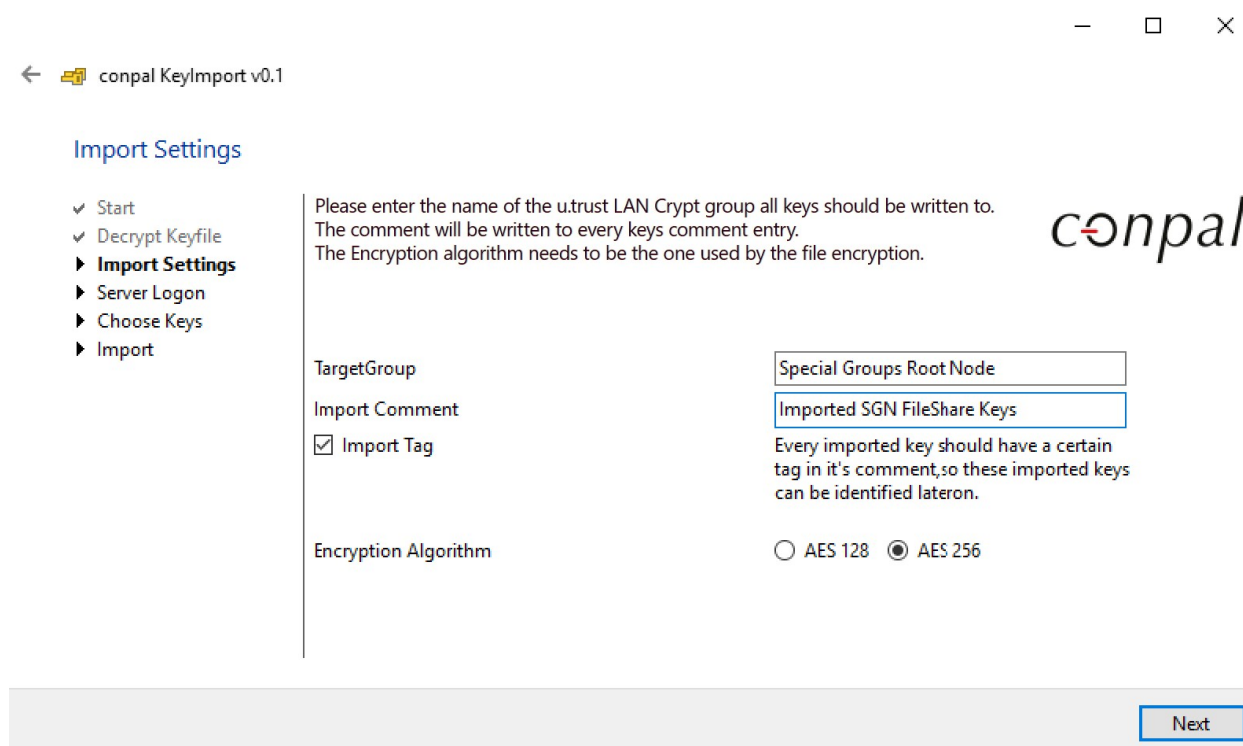 conpal KeyImport v0.1
Import Settings
Start
Decrypt Keyfile
Import Settings
Server Logon
Choose Keys
Import
Please enter the name of the u.trust LAN Crypt group all keys should be written to.
The comment will be written to every keys comment entry.
The Encryption algorithm needs to be the one used by the file encryption.
conpal
TargetGroup
Special Groups Root Node
Import Comment
Imported SGN FileShare Keys
Import Tag
Every imported key should have a certain
tag in it's comment,so these imported keys
can be identified lateron.
Encryption Algorithm
AES 128
AES 256
Next